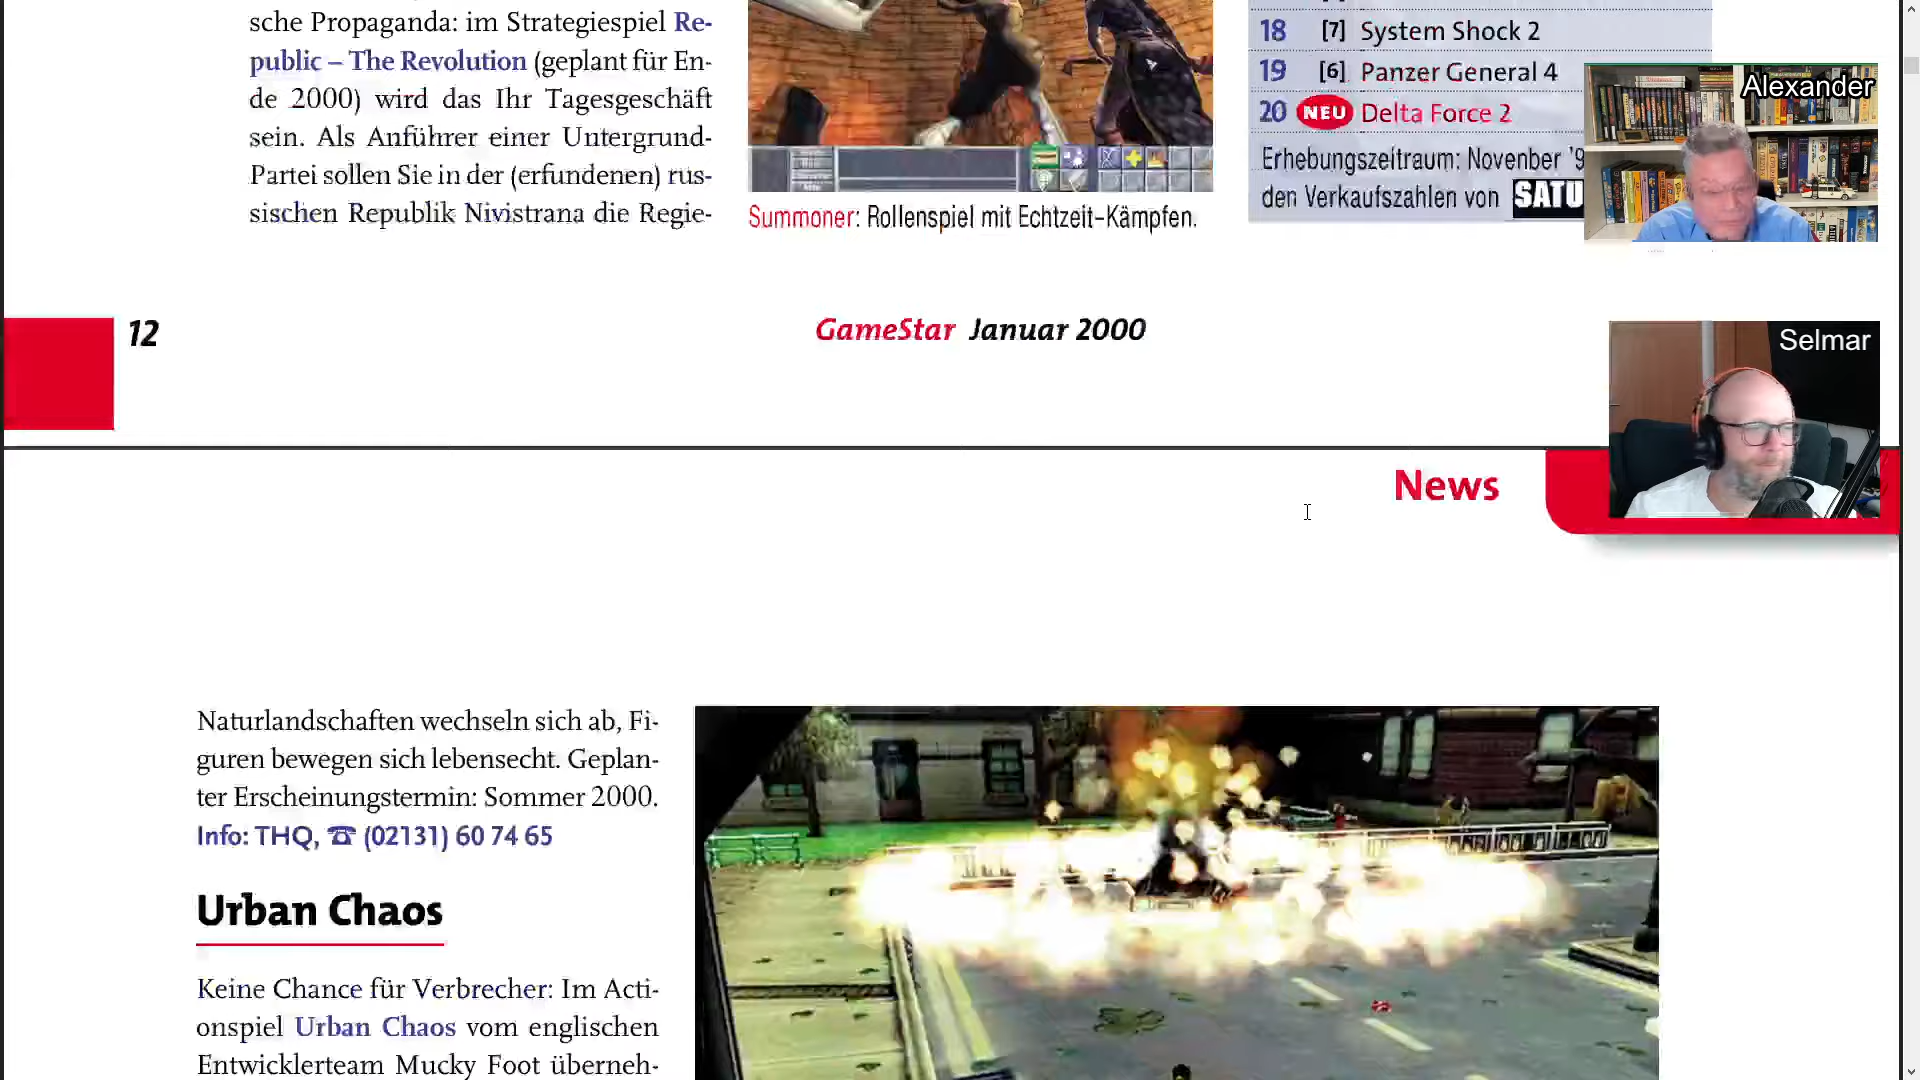 sche Propaganda: im Strategiespiel Re-
public – The Revolution (geplant für En-
de 2000) wird das Ihr Tagesgeschäft
sein. Als Anführer einer Untergrund-
Partei sollen Sie in der (erfundenen) rus-
sischen Republik Nivistrana die Regie-
Summoner: Rollenspiel mit Echtzeit-Kämpfen.
18 [7] System Shock 2
19 [6] Panzer General 4
20 NEU Delta Force 2
Erhebungszeitraum: Novenber '9
den Verkaufszahlen von SATU
Alexander
12
GameStar Januar 2000
Selmar
News
Naturlandschaften wechseln sich ab, Fi-
guren bewegen sich lebensecht. Geplan-
ter Erscheinungstermin: Sommer 2000.
Info: THQ, ☎ (02131) 60 74 65
Urban Chaos
Keine Chance für Verbrecher: Im Acti-
onspiel Urban Chaos vom englischen
Entwicklerteam Mucky Foot überneh-